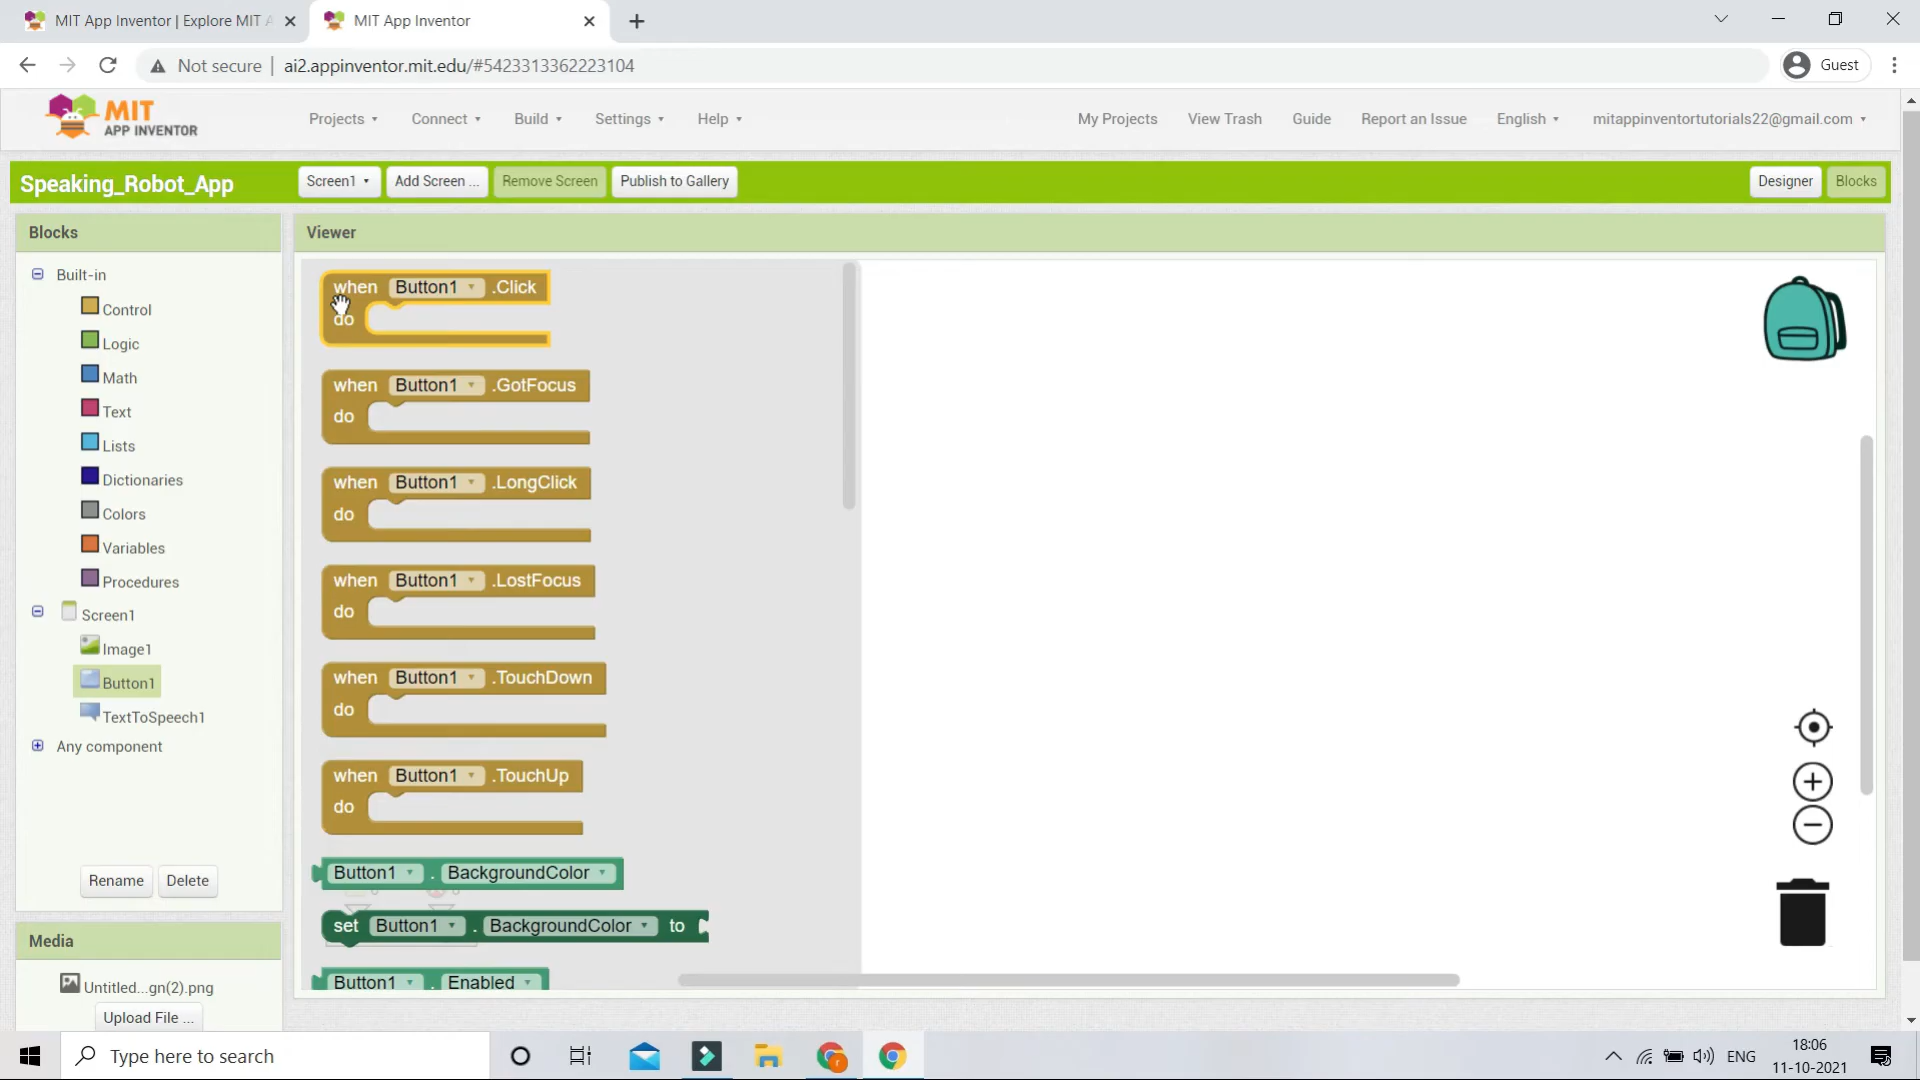 MIT App Inventor | Explore MIT A
MIT App Inventor
Not secure | ai2.appinventor.mit.edu/#5423313362223104
Guest
MIT
APP INVENTOR
Projects
Connect
Build
Settings
Help
My Projects
View Trash
Guide
Report an Issue
English
mitappinventortutorials22@gmail.com
Speaking_Robot_App
Screen1
Add Screen ...
Remove Screen
Publish to Gallery
Designer
Blocks
Blocks
Built-in
Control
Logic
Math
Text
Lists
Dictionaries
Colors
Variables
Procedures
Screen1
Image1
Button1
TextToSpeech1
Any component
Rename
Delete
Media
Untitled...gn(2).png
Upload File ...
Viewer
when Button1 .Click
do
when Button1 .GotFocus
do
when Button1 .LongClick
do
when Button1 .LostFocus
do
when Button1 .TouchDown
do
when Button1 .TouchUp
do
Button1 . BackgroundColor
set Button1 . BackgroundColor to
Button1 . Enabled
Type here to search
ENG
18:06
11-10-2021